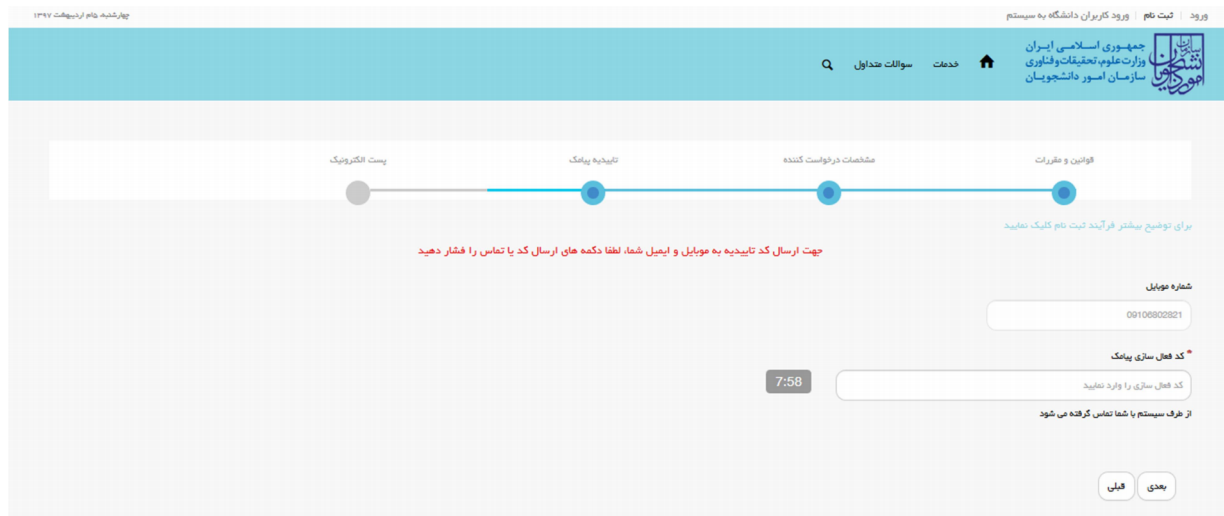 ورود | ثبت نام | ورود کاربران دانشگاه به سیستم
چهارشنبه، ۵ام اردیبهشت ۱۳۹۷
سازمان امور دانشجویان
جمهوری اسلامی ایران
وزارت علوم، تحقیقات و فناوری
سازمان امور دانشجویان
خدمات سوالات متداول
قوانین و مقررات
مشخصات درخواست کننده
تاییدیه پیامک
پست الکترونیک
برای توضیح بیشتر فرآیند ثبت نام کلیک نمایید
جهت ارسال کد تاییدیه به موبایل و ایمیل شما، لطفا دکمه های ارسال کد یا تماس را فشار دهید
شماره موبایل
09106802821
* کد فعال سازی پیامک
کد فعال سازی را وارد نمایید
7:58
از طرف سیستم با شما تماس گرفته می شود
بعدی
قبلی